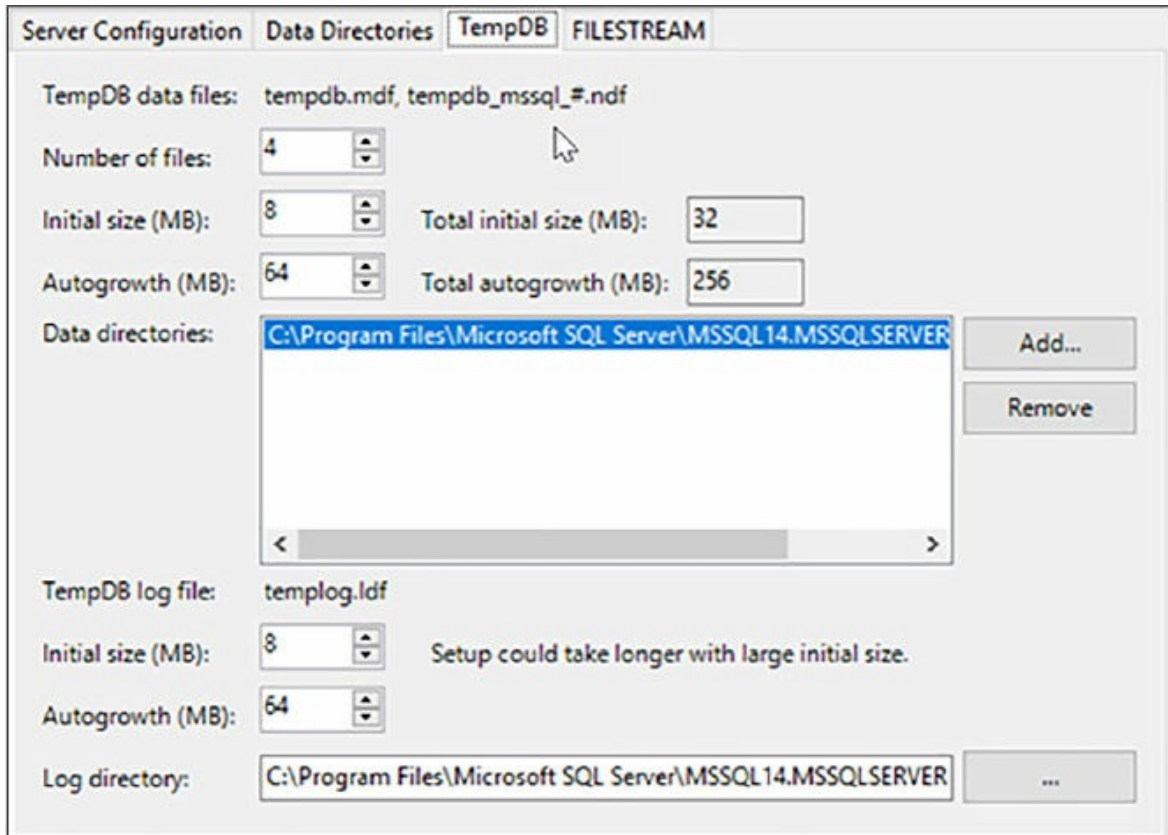 Server Configuration Data Directories TempDB FILESTREAM
TempDB data files: tempdb.mdf, tempdb_mssql_#.ndf
Number of files: 4
Initial size (MB): 8 Total initial size (MB): 32
Autogrowth (MB): 64 Total autogrowth (MB): 256
Data directories: C:\Program Files\Microsoft SQL Server\MSSQL14.MSSQLSERVER Add...
Remove
TempDB log file: templog.ldf
Initial size (MB): 8 Setup could take longer with large initial size.
Autogrowth (MB): 64
Log directory: C:\Program Files\Microsoft SQL Server\MSSQL14.MSSQLSERVER ...